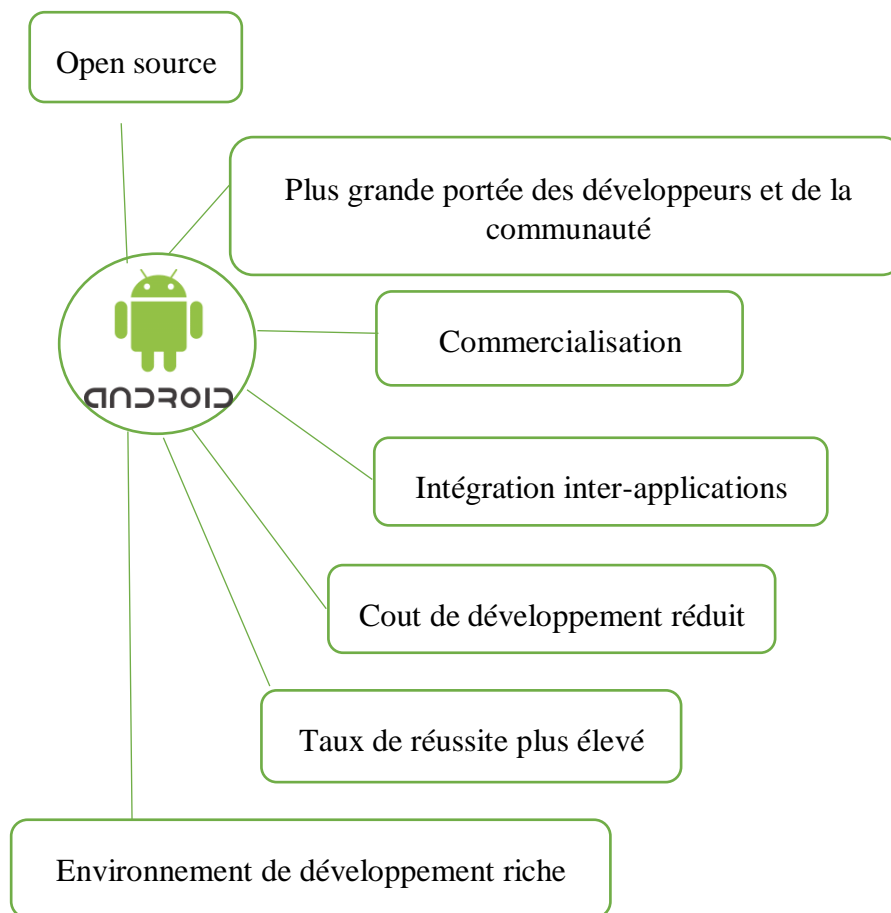 Open source
Plus grande portée des développeurs et de la
communauté
Commercialisation
ANDROID
Intégration inter-applications
Cout de développement réduit
Taux de réussite plus élevé
Environnement de développement riche